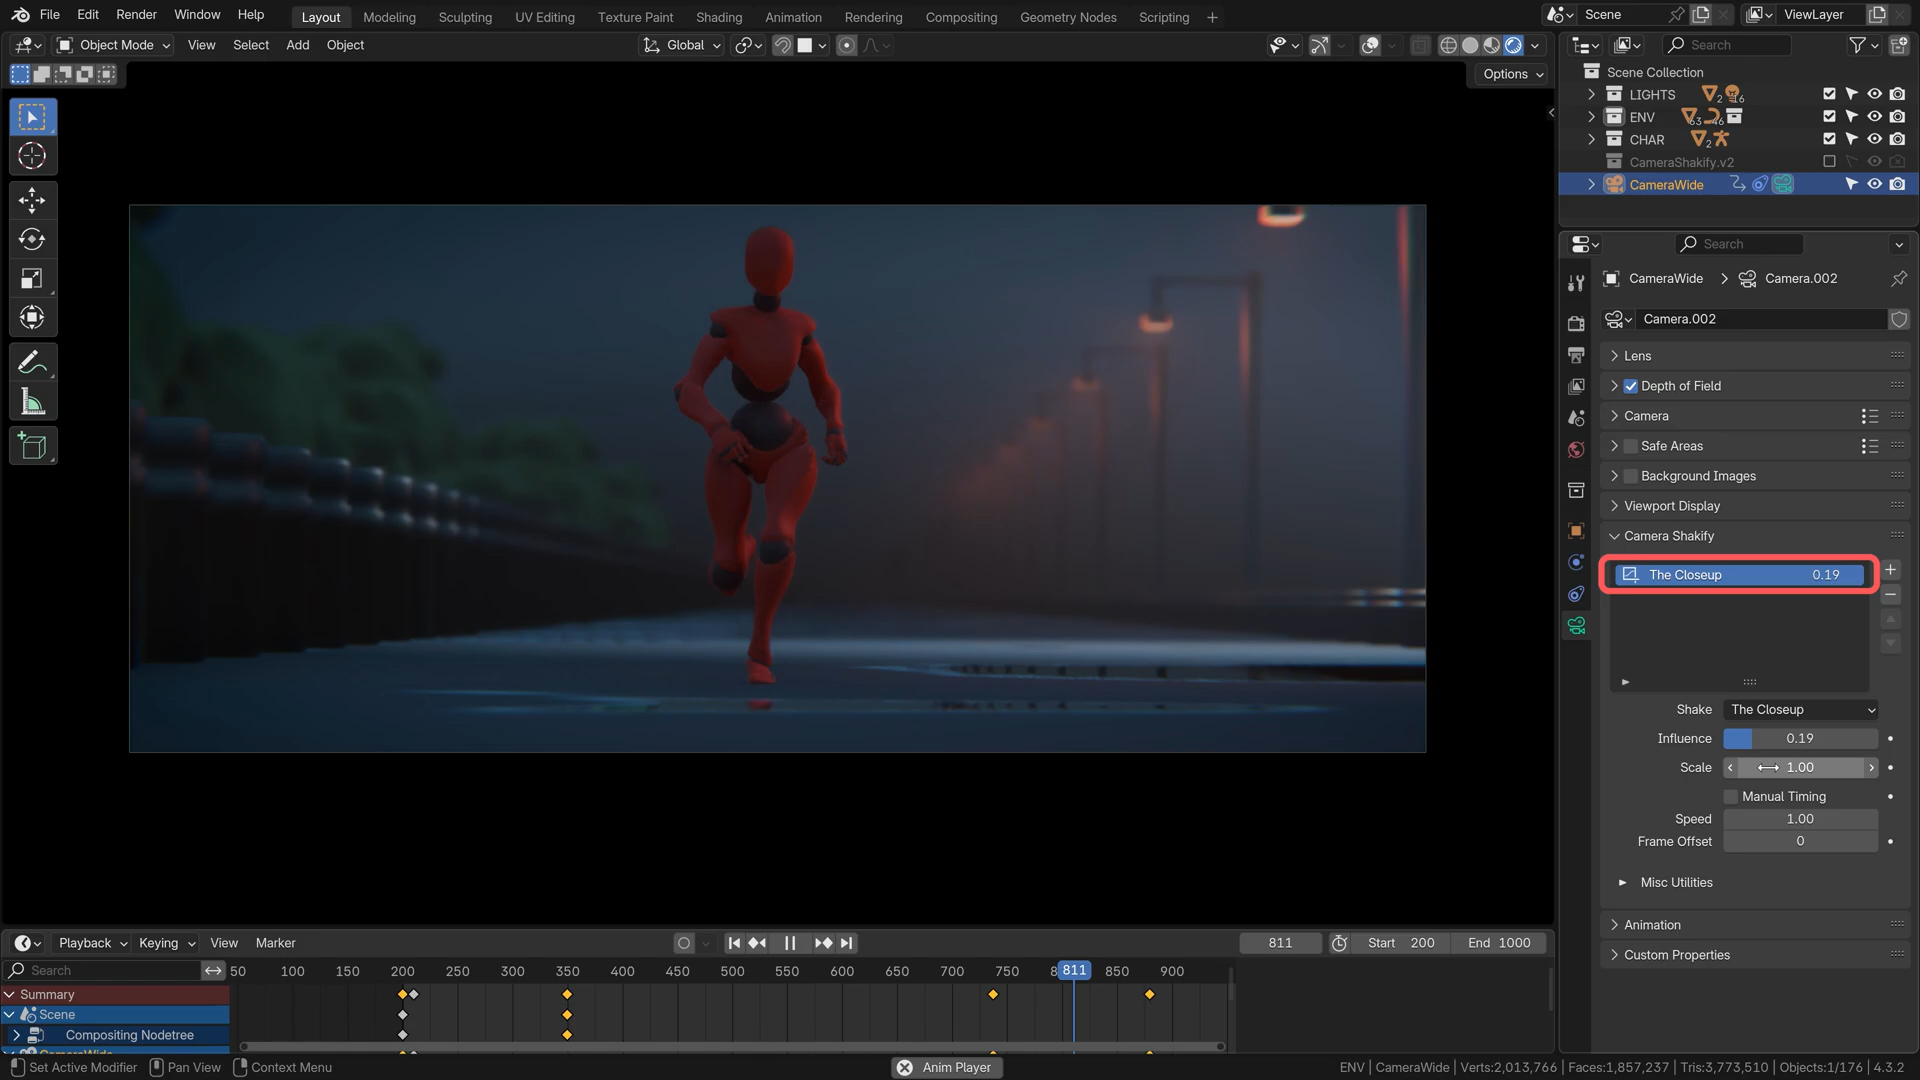 File Edit Render Window Help Layout Modeling Sculpting UV Editing Texture Paint Shading Animation Rendering Compositing Geometry Nodes Scripting + Scene ViewLayer
Object Mode View Select Add Object Global Search
Options
Scene Collection
LIGHTS 2 16
ENV 63 46
CHAR 2
CameraShakify.v2
CameraWide
Search
CameraWide > Camera.002
Camera.002
Lens
Depth of Field
Camera
Safe Areas
Background Images
Viewport Display
Camera Shakify
The Closeup 0.19
Shake The Closeup
Influence 0.19
Scale 1.00
Manual Timing
Speed 1.00
Frame Offset 0
Misc Utilities
Animation
Custom Properties
Playback Keying View Marker 811 Start 200 End 1000
Search 50 100 150 200 250 300 350 400 450 500 550 600 650 700 750 811 850 900
Summary
Scene
Compositing Nodetree
CameraWide
Set Active Modifier Pan View Context Menu Anim Player ENV | CameraWide | Verts:2,013,766 | Faces:1,857,237 | Tris:3,773,510 | Objects:1/176 | 4.3.2